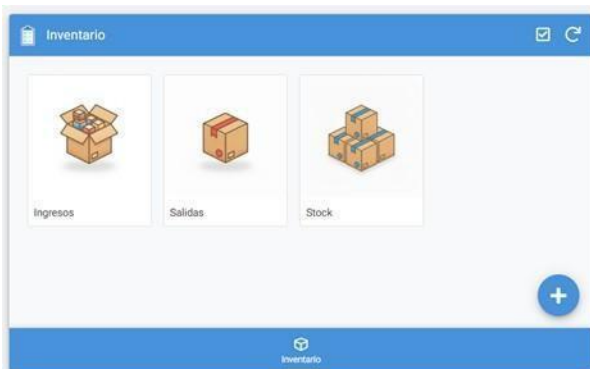 Inventario
Ingresos
Salidas
Stock
Inventario